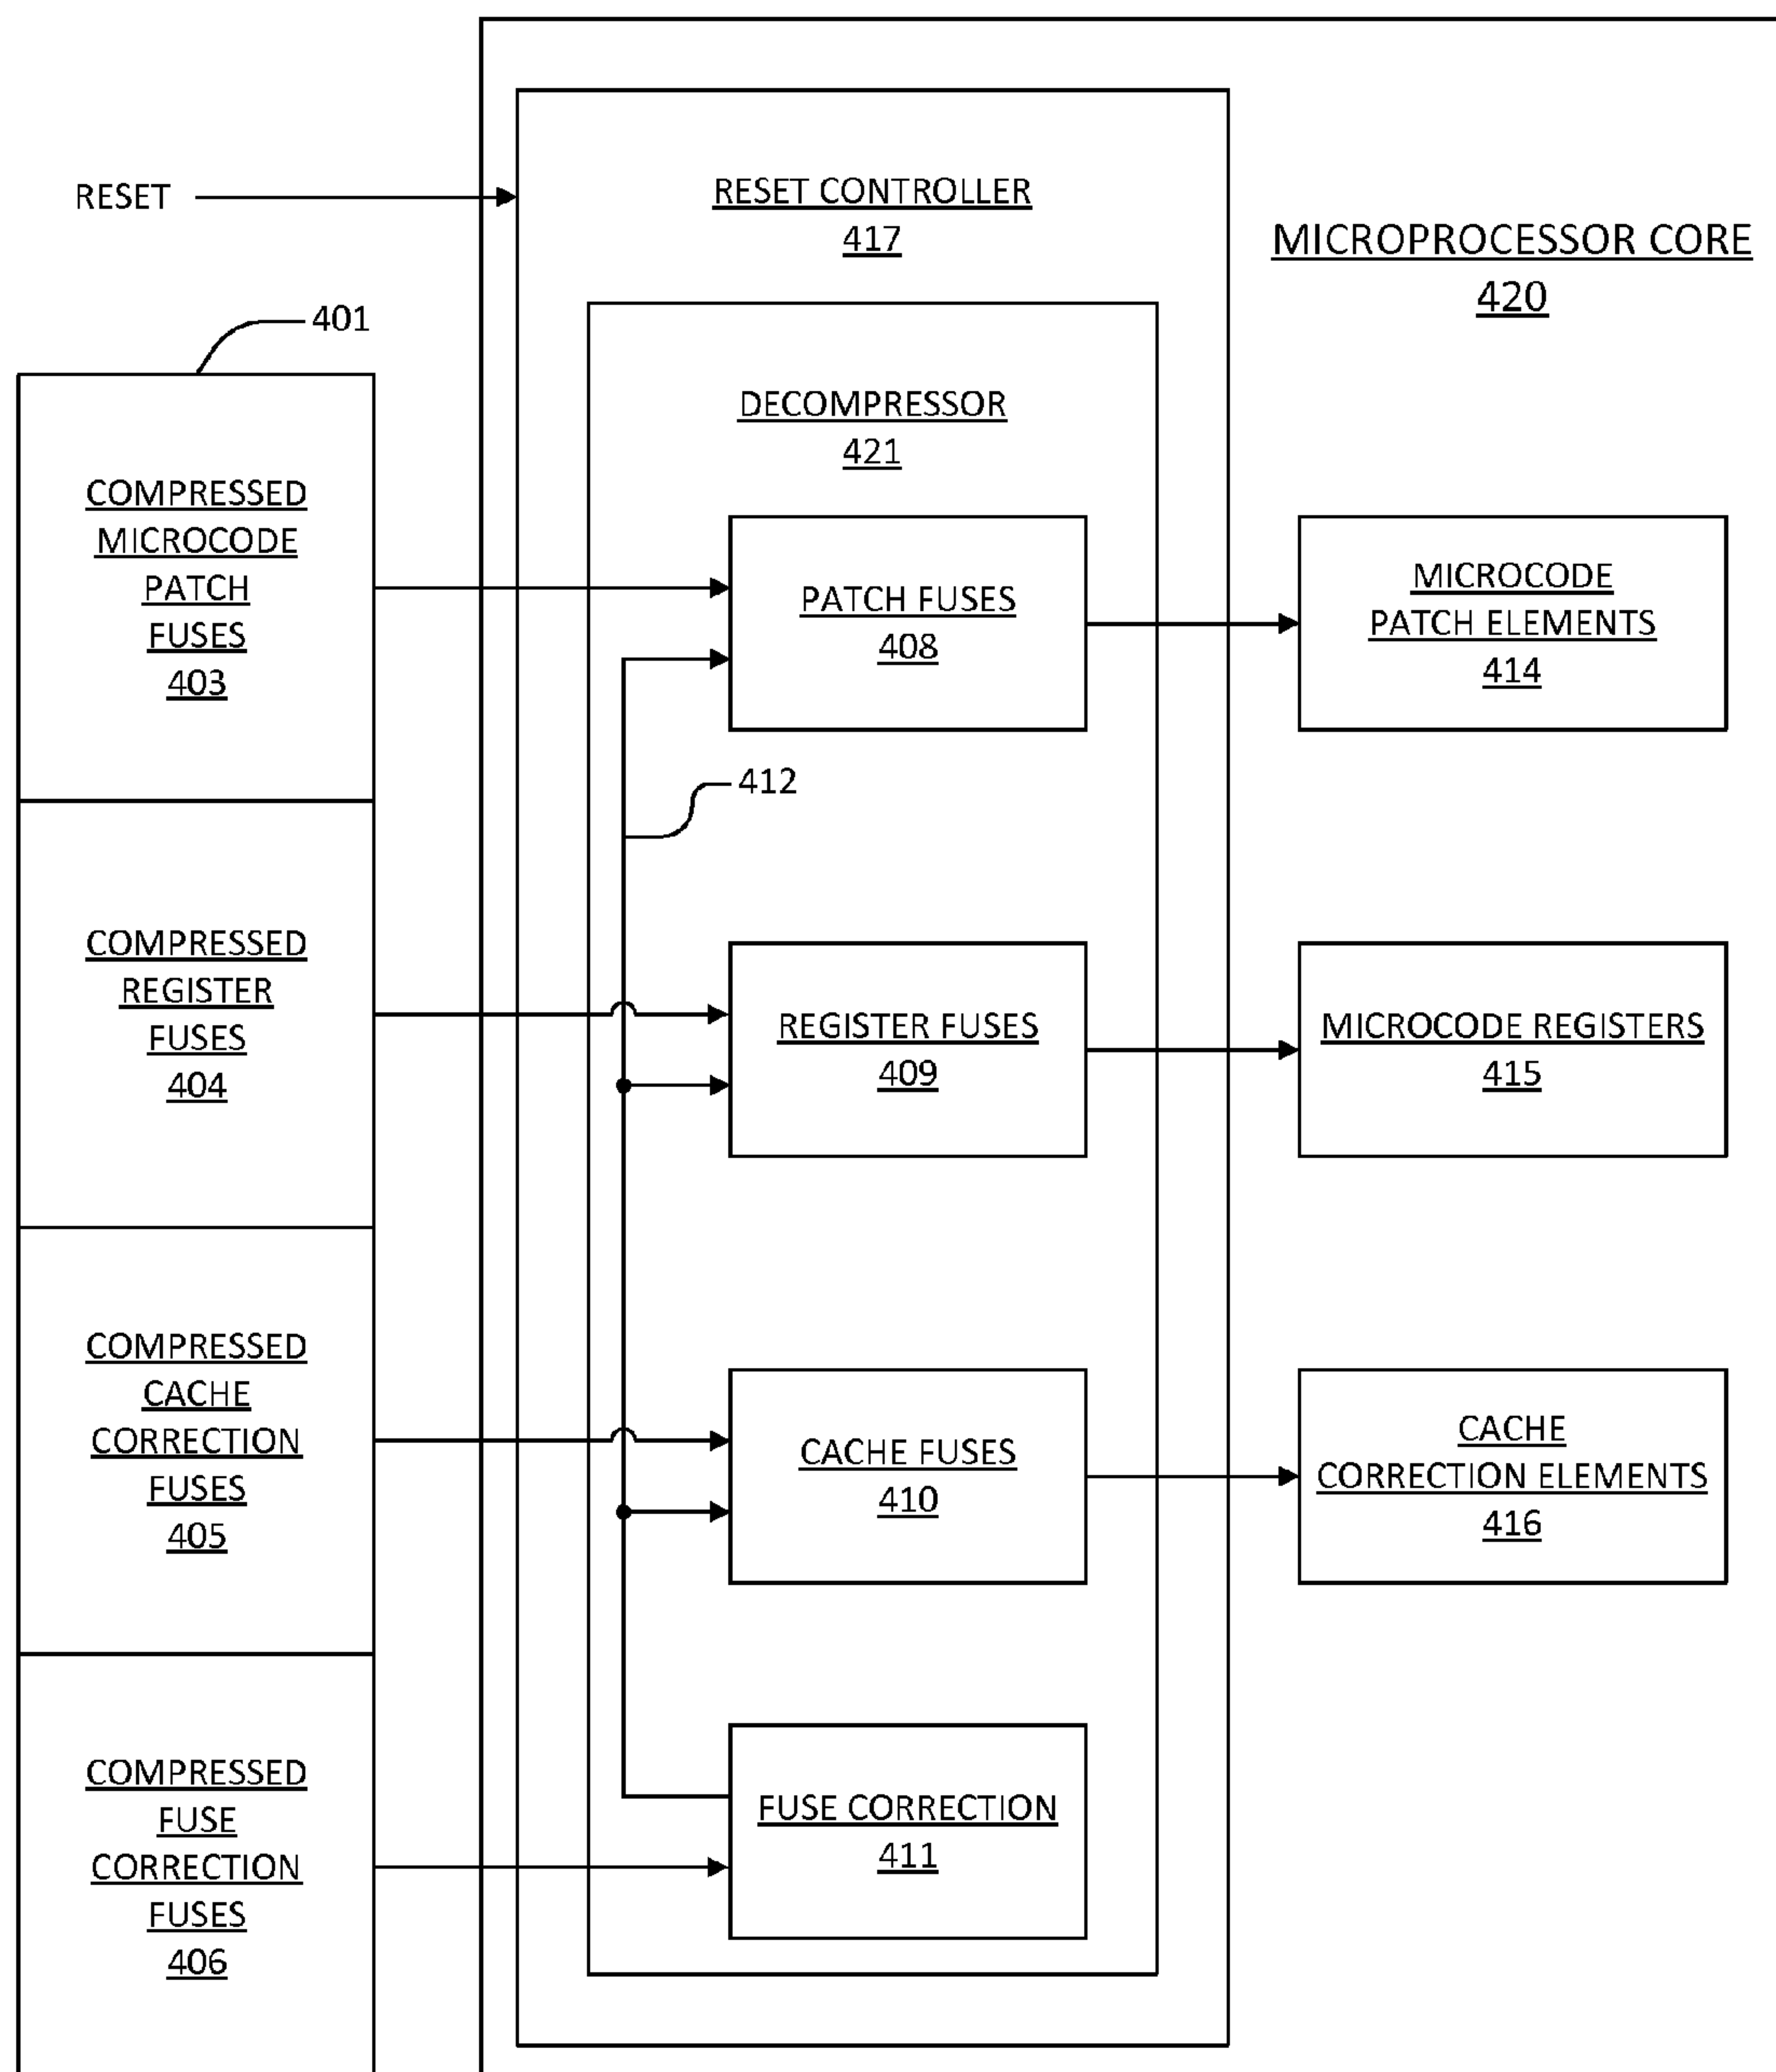 RESET
RESET CONTROLLER
417
MICROPROCESSOR CORE
420
401
DECOMPRESSOR
421
COMPRESSED
MICROCODE
PATCH
FUSES
403
PATCH FUSES
408
MICROCODE
PATCH ELEMENTS
414
412
COMPRESSED
REGISTER
FUSES
404
REGISTER FUSES
409
MICROCODE REGISTERS
415
COMPRESSED
CACHE
CORRECTION
FUSES
405
CACHE FUSES
410
CACHE
CORRECTION ELEMENTS
416
COMPRESSED
FUSE
CORRECTION
FUSES
406
FUSE CORRECTION
411